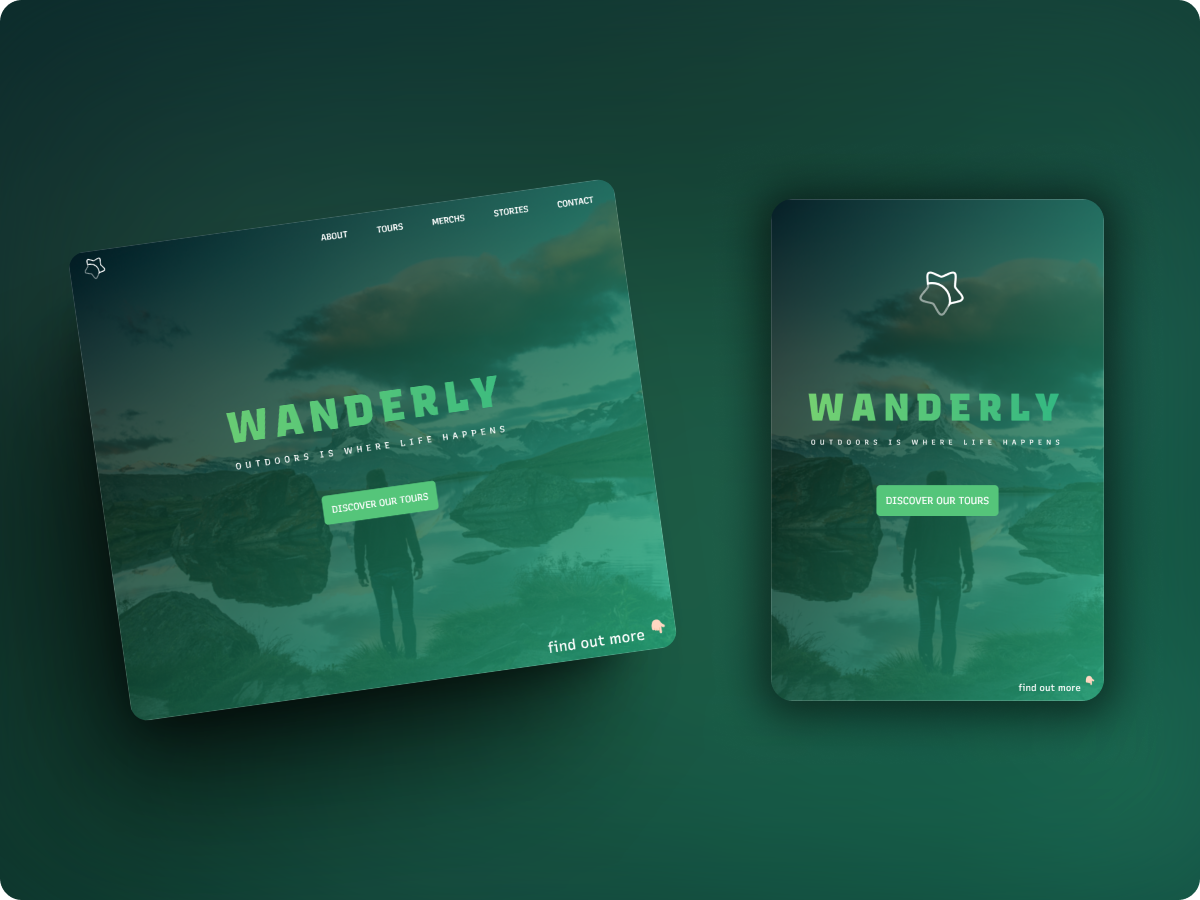 ABOUT TOURS MERCHS STORIES CONTACT
WANDERLY
OUTDOORS IS WHERE LIFE HAPPENS
DISCOVER OUR TOURS
find out more
WANDERLY
OUTDOORS IS WHERE LIFE HAPPENS
DISCOVER OUR TOURS
find out more